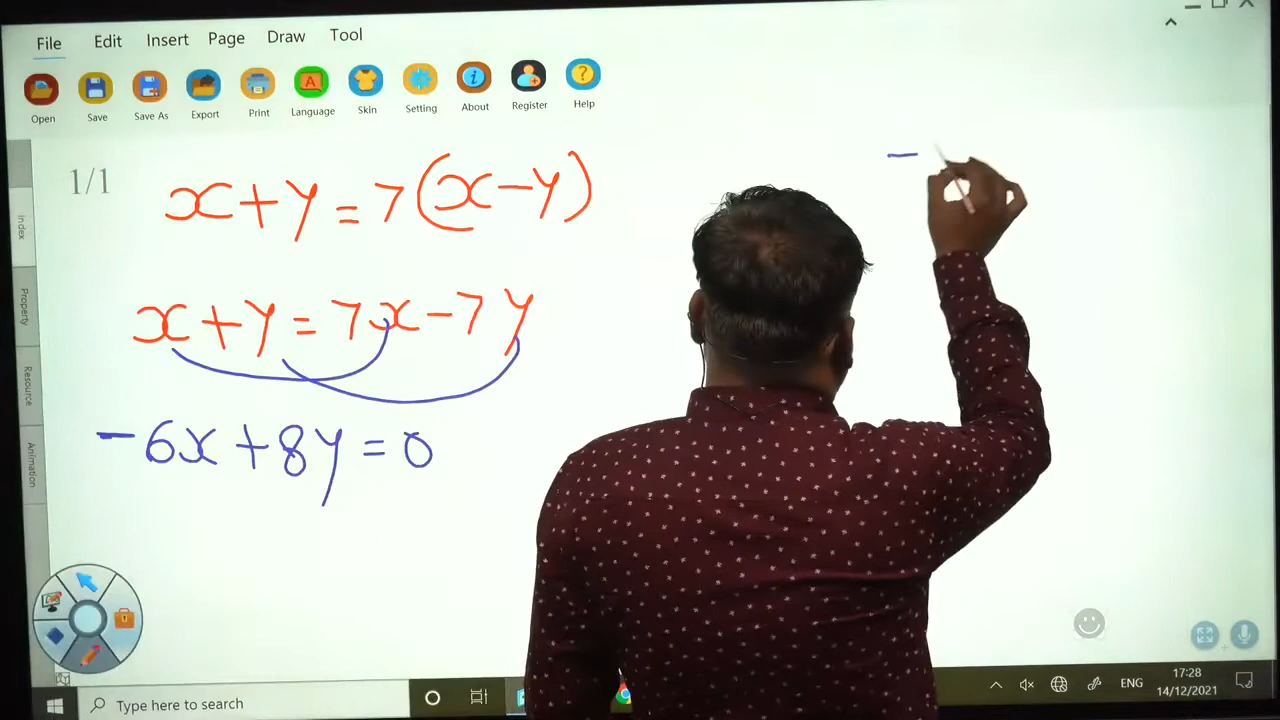 File Edit Insert Page Draw Tool
Open Save Save As Export Print Language Skin Setting About Register Help
1/1
x + y = 7(x - y)
x + y = 7x - 7y
-6x + 8y = 0
-
Index
Property
Resource
Animation
Type here to search
ENG
17:28
14/12/2021